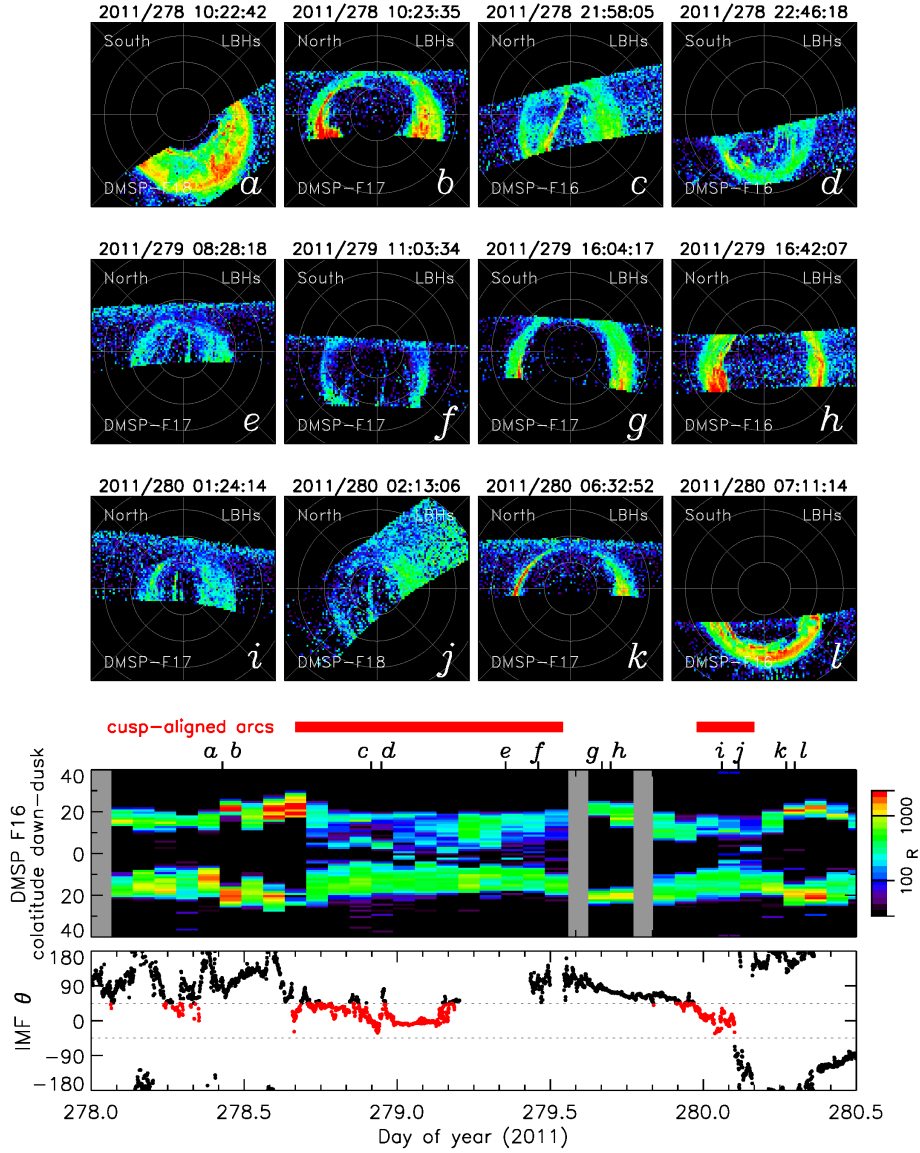 2011/278 10:22:42 2011/278 10:23:35 2011/278 21:58:05 2011/278 22:46:18
South LBHs North LBHs North LBHs South LBHs
DMSP-F18 a DMSP-F17 b DMSP-F16 c DMSP-F16 d
2011/279 08:28:18 2011/279 11:03:34 2011/279 16:04:17 2011/279 16:42:07
North LBHs South LBHs South LBHs North LBHs
DMSP-F17 e DMSP-F17 f DMSP-F17 g DMSP-F16 h
2011/280 01:24:14 2011/280 02:13:06 2011/280 06:32:52 2011/280 07:11:14
North LBHs North LBHs North LBHs South LBHs
DMSP-F17 i DMSP-F18 j DMSP-F17 k DMSP-F16 l
cusp-aligned arcs
a b c d e f g h i j k l
DMSP F16
colatitude dawn-dusk
40
20
0
20
40
1000
100
R
IMF θ
180
90
0
-90
-180
278.0 278.5 279.0 279.5 280.0 280.5
Day of year (2011)